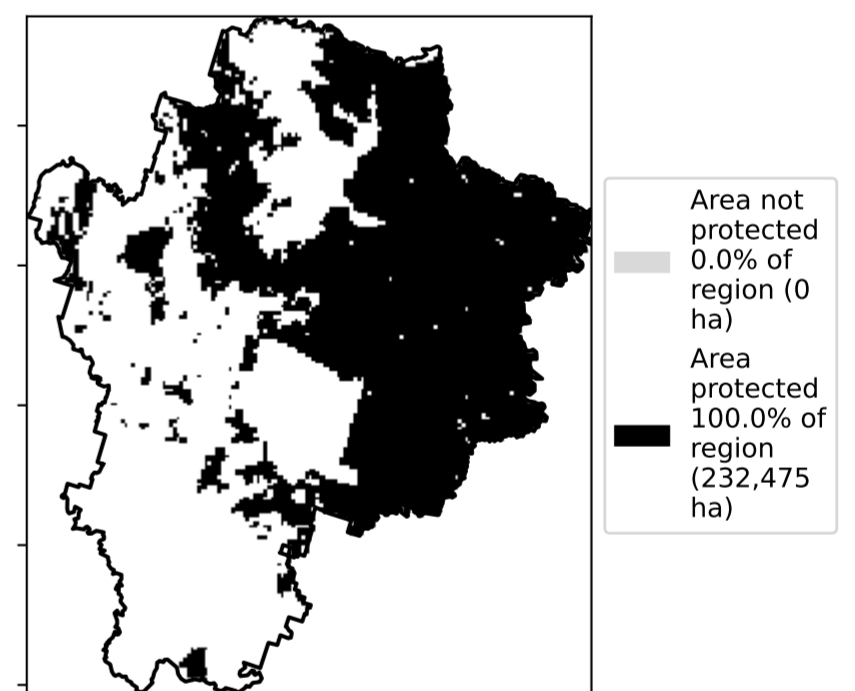 Area not
protected
0.0% of
region (0
ha)
Area
protected
100.0% of
region
(232,475
ha)